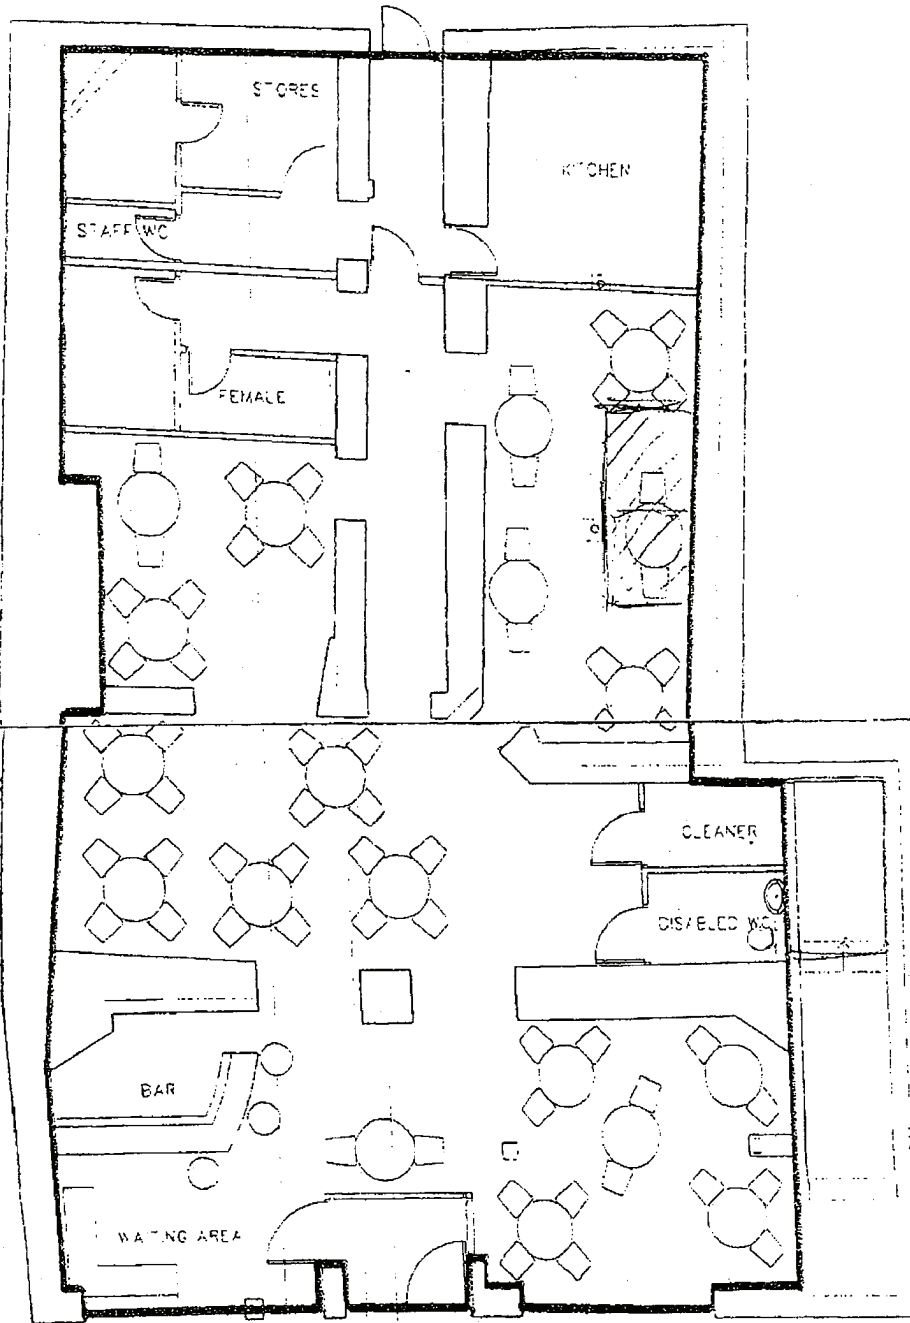 STORES
KITCHEN
STAFF WC
FEMALE
CLEANER
DISABLED WC
BAR
WAITING AREA